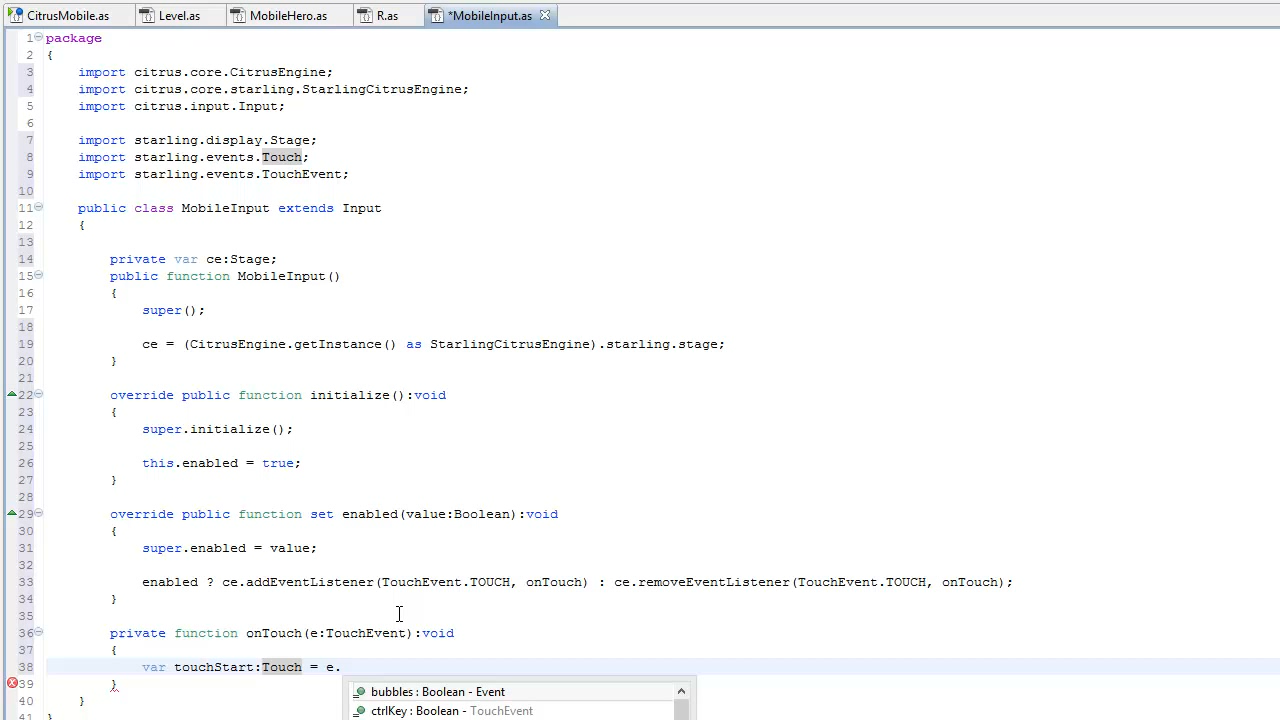 CitrusMobile.as Level.as MobileHero.as R.as *MobileInput.as
1 package
2 {
3 import citrus.core.CitrusEngine;
4 import citrus.core.starling.StarlingCitrusEngine;
5 import citrus.input.Input;
6
7 import starling.display.Stage;
8 import starling.events.Touch;
9 import starling.events.TouchEvent;
10
11 public class MobileInput extends Input
12 {
13
14 private var ce:Stage;
15 public function MobileInput()
16 {
17 super();
18
19 ce = (CitrusEngine.getInstance() as StarlingCitrusEngine).starling.stage;
20 }
21
22 override public function initialize():void
23 {
24 super.initialize();
25
26 this.enabled = true;
27 }
28
29 override public function set enabled(value:Boolean):void
30 {
31 super.enabled = value;
32
33 enabled ? ce.addEventListener(TouchEvent.TOUCH, onTouch) : ce.removeEventListener(TouchEvent.TOUCH, onTouch);
34 }
35
36 private function onTouch(e:TouchEvent):void
37 {
38 var touchStart:Touch = e.
39 }
bubbles : Boolean - Event
40 }
ctrlKey : Boolean - TouchEvent
41 }